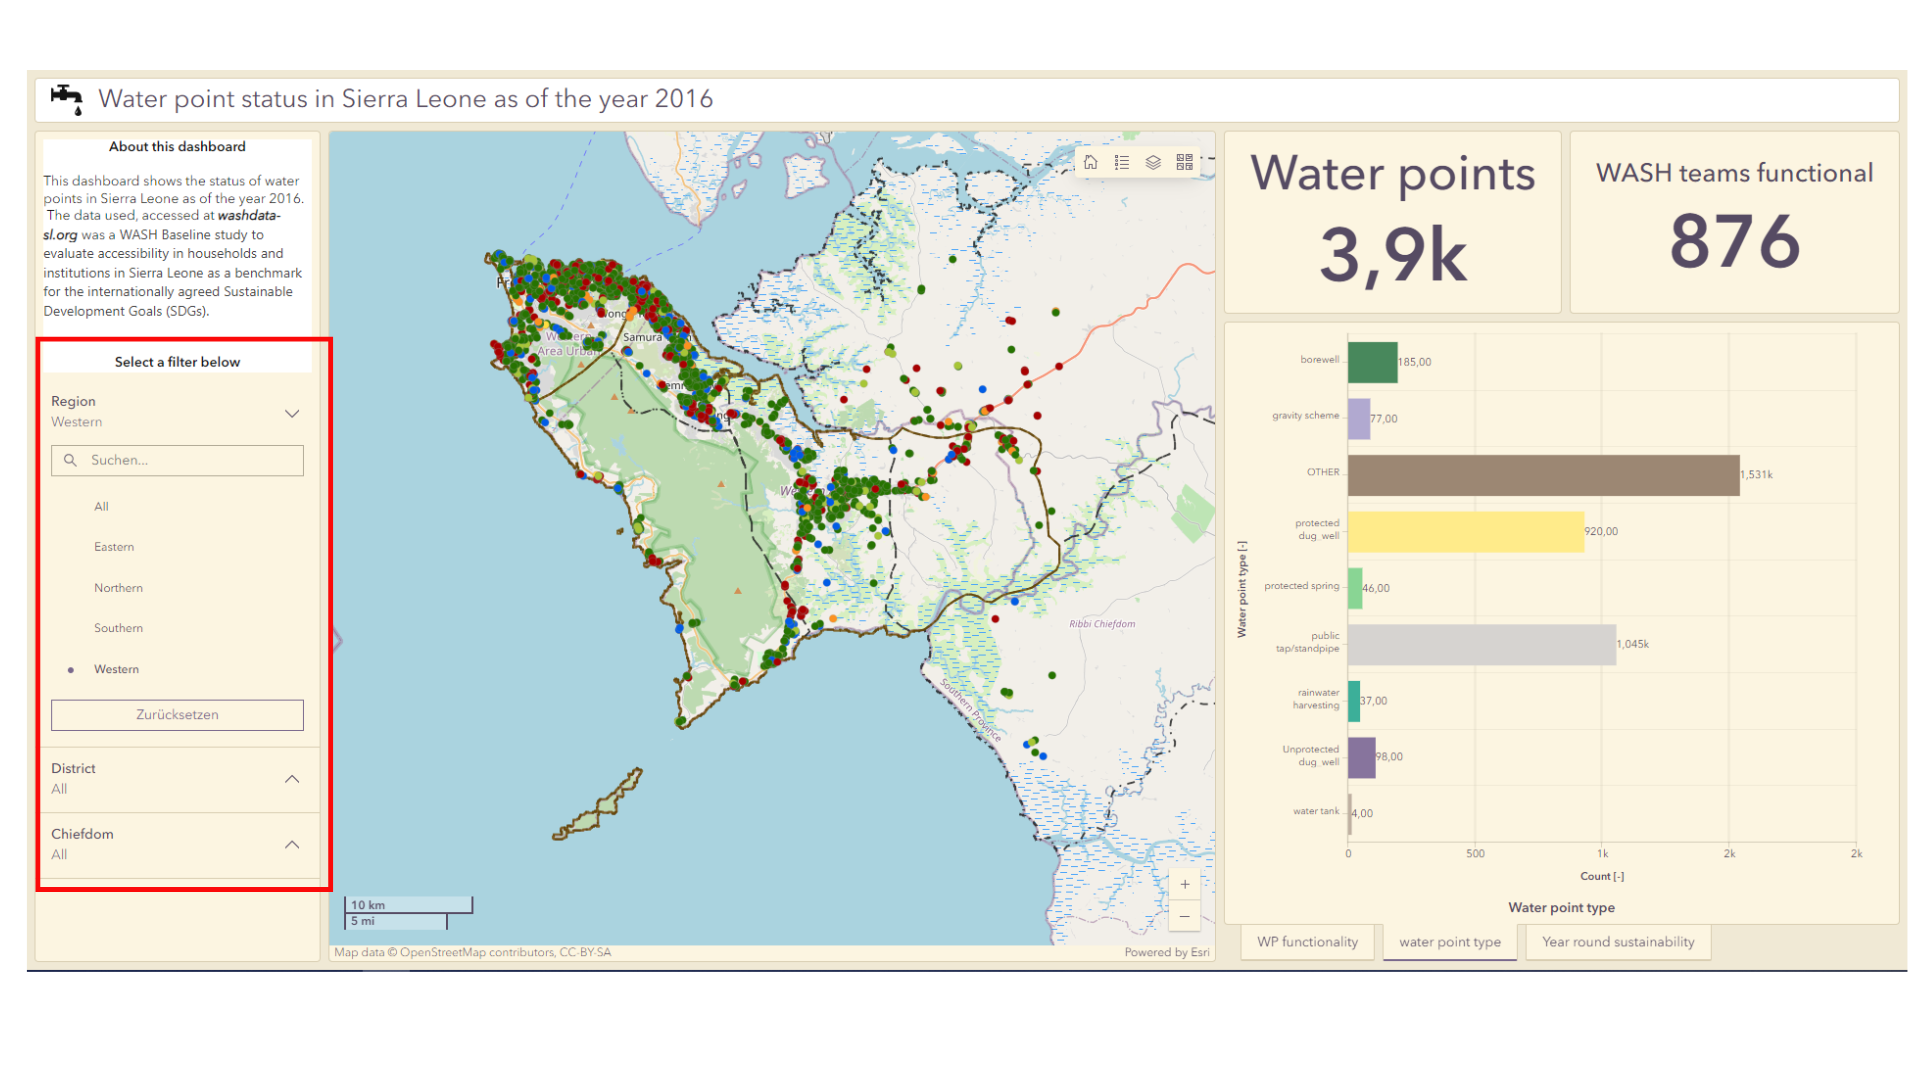 Water point status in Sierra Leone as of the year 2016
About this dashboard
This dashboard shows the status of water
points in Sierra Leone as of the year 2016.
The data used, accessed at washdata-
sl.org was a WASH Baseline study to
evaluate accessibility in households and
institutions in Sierra Leone as a benchmark
for the internationally agreed Sustainable
Development Goals (SDGs).
Select a filter below
Region
Western
Suchen...
All
Eastern
Northern
Southern
Western
Zurücksetzen
District
All
Chiefdom
All
Samura
Area Urban
Ribbi Chiefdom
Southern Province
10 km
5 mi
+
−
Map data © OpenStreetMap contributors, CC-BY-SA
Powered by Esri
Water points
3,9k
WASH teams functional
876
Water point type [-]
borewell
185,00
gravity scheme
77,00
OTHER
1,531k
protected
dug_well
920,00
protected spring
46,00
public
tap/standpipe
1,045k
rainwater
harvesting
37,00
Unprotected
dug_well
98,00
water tank
4,00
0
500
1k
2k
2k
Count [-]
Water point type
WP functionality
water point type
Year round sustainability